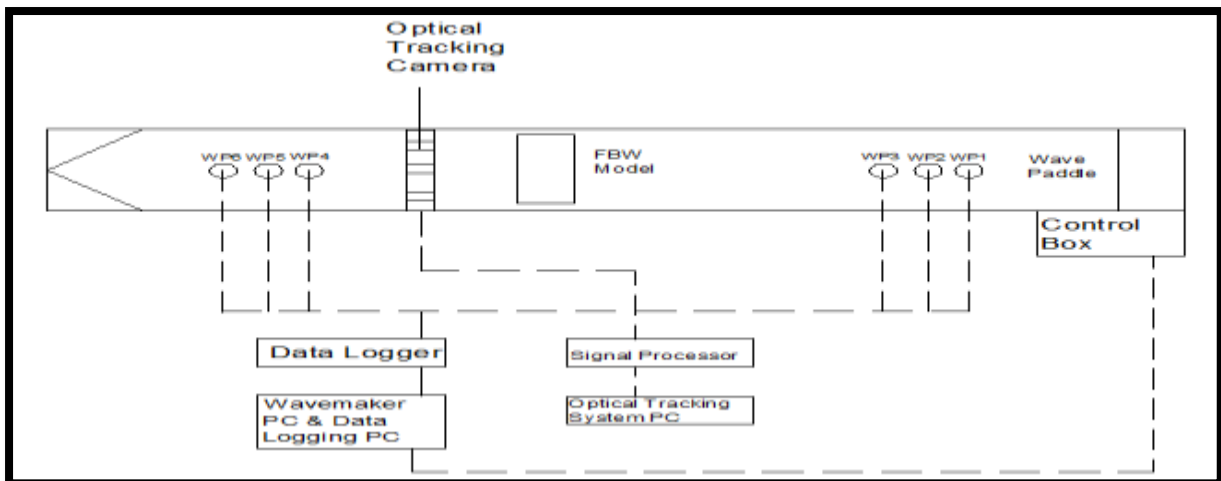 Optical
Tracking
Camera
WP6 WP5 WP4
FBW
Model
WP3 WP2 WP1
Wave
Paddle
Control
Box
Data Logger
Signal Processor
Wavemaker
PC & Data
Logging PC
Optical Tracking
System PC